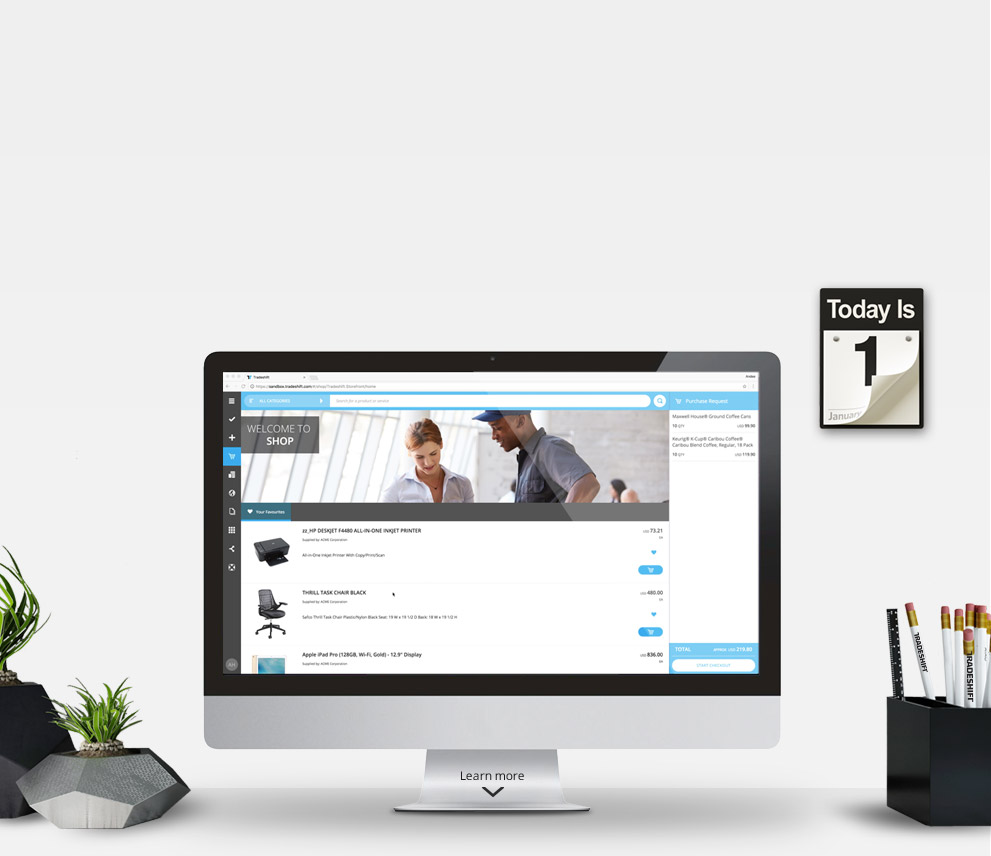 Today Is
1
January
Tradeshift
https://sandbox.tradeshift.com/#/shop/Tradeshift.StoreFront/Home
ALL CATEGORIES
Search for a product or service
Purchase Request
WELCOME TO
SHOP
Maxwell House® Ground Coffee Cans
10 QTY
USD 99.90
Keurig® K-Cup® Caribou Coffee®
Caribou Blend Coffee, Regular, 18 Pack
10 QTY
USD 119.90
Your Favourites
zz_HP DESKJET F4480 ALL-IN-ONE INKJET PRINTER
USD 73.21
Supplied by: ACME Corporation
EA
All-in-One Inkjet Printer With Copy/Print/Scan
THRILL TASK CHAIR BLACK
USD 480.00
Supplied by: ACME Corporation
EA
Safco Thrill Task Chair Plastic/Nylon Black Seat: 19 W x 19 1/2 D Back: 18 W x 19 1/2 H
Apple iPad Pro (128GB, Wi-Fi, Gold) - 12.9" Display
USD 836.00
Supplied by: ACME Corporation
EA
AH
TOTAL
APPROX. USD 219.80
START CHECKOUT
TRADESHIFT
TRADESHIFT
Learn more